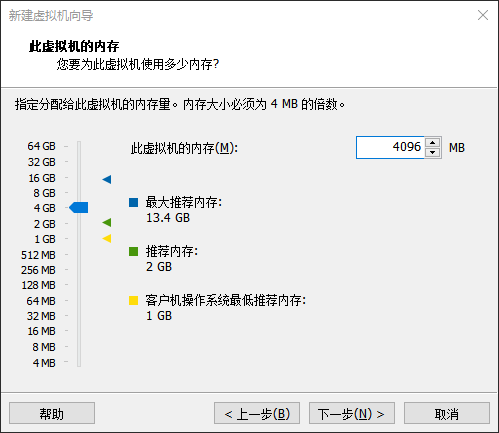 新建虚拟机向导
此虚拟机的内存
您要为此虚拟机使用多少内存?
指定分配给此虚拟机的内存量。内存大小必须为 4 MB 的倍数。
64 GB
32 GB
16 GB
8 GB
4 GB
2 GB
1 GB
512 MB
256 MB
128 MB
64 MB
32 MB
16 MB
8 MB
4 MB
此虚拟机的内存(M):
4096 MB
最大推荐内存:
13.4 GB
推荐内存:
2 GB
客户机操作系统最低推荐内存:
1 GB
帮助
< 上一步(B)
下一步(N) >
取消